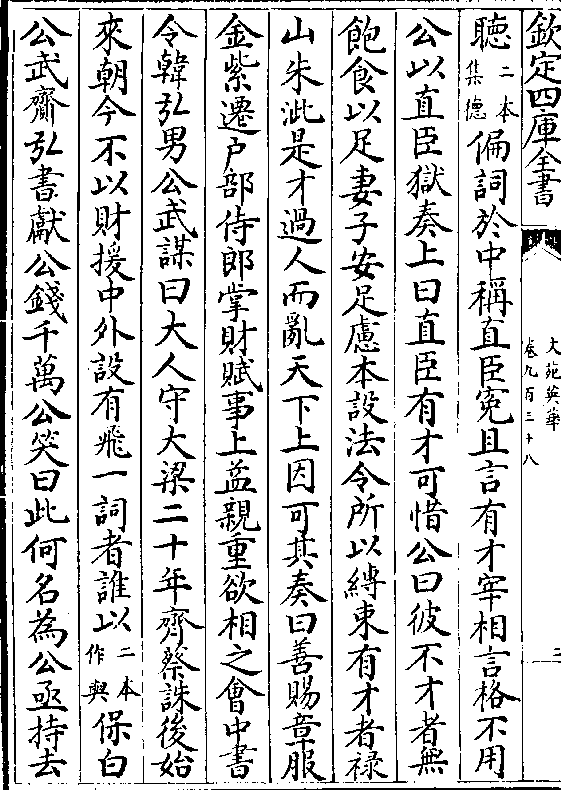 欽定四庫全書
文苑英華
卷九百三十八
二
聽二本集德偏詞於中稱直臣寃且言有才宰相言格不用
公以直臣獄奏上曰直臣有才可惜公曰彼不才者無
飽食以足妻子安足慮本設法令所以縛束有才者禄
山朱泚是才過人而亂天下上因可其奏曰善賜章服
金紫遷户部侍郎掌財賦事上益親重欲相之會中書
令韓弘男公武謀曰大人守大梁二十年齊蔡誅後始
來朝今不以財援中外設有飛一詞者誰以二本作與保白
公武齎弘書獻公錢千萬公笑曰此何名為公亟持去